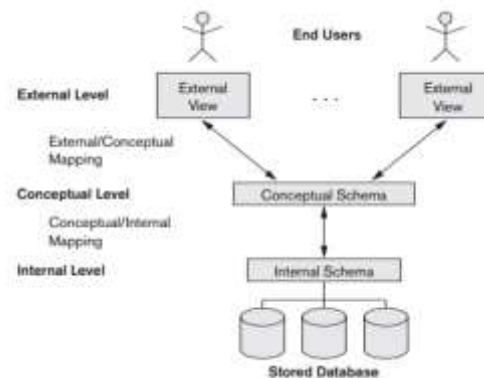 End Users
External Level
External
View
. . .
External
View
External/Conceptual
Mapping
Conceptual Level
Conceptual Schema
Conceptual/Internal
Mapping
Internal Level
Internal Schema
Stored Database